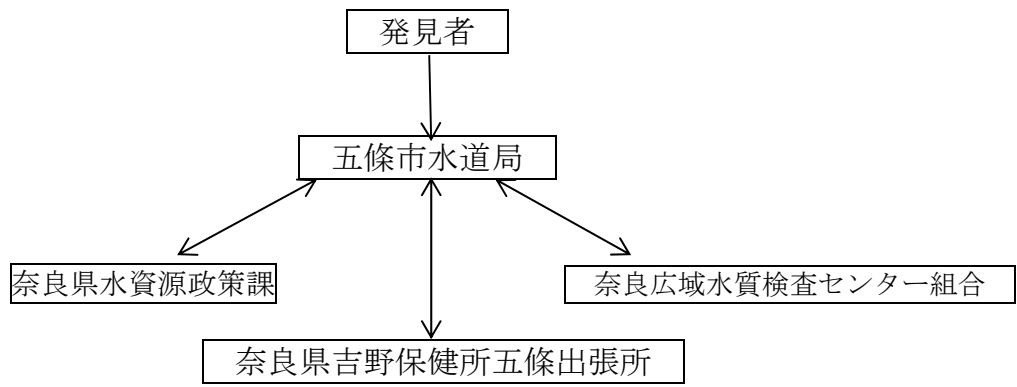 発見者
五條市水道局
奈良県水資源政策課
奈良広域水質検査センター組合
奈良県吉野保健所五條出張所